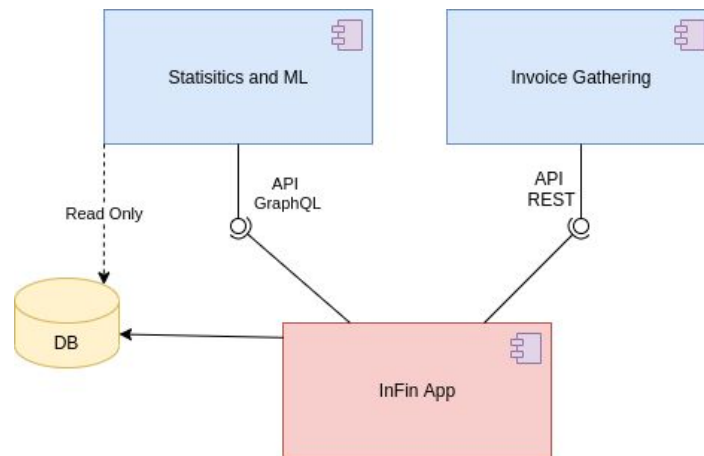 Statisitics and ML
Invoice Gathering
API
GraphQL
API
REST
Read Only
DB
InFin App